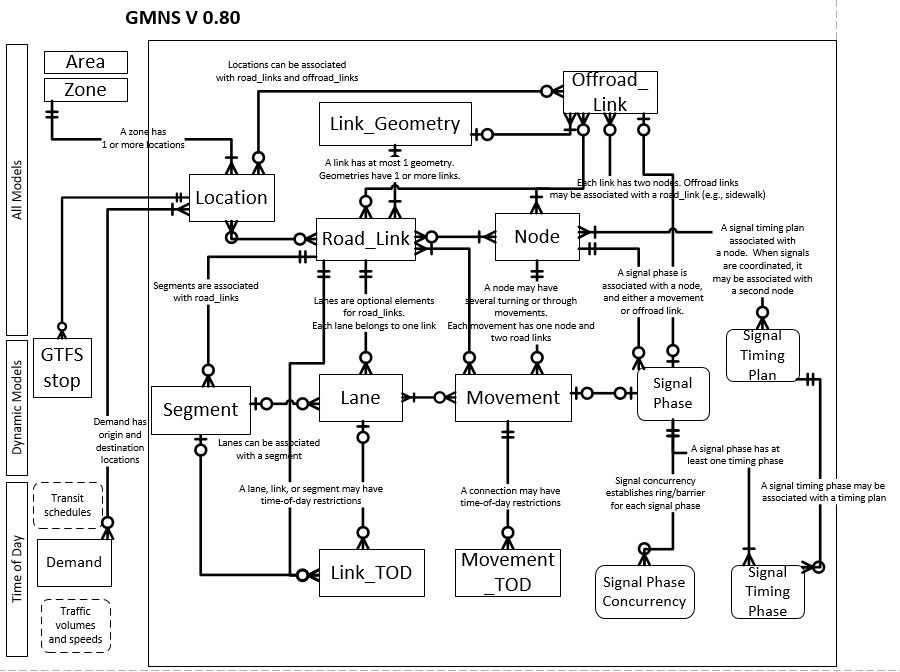 GMNS V 0.80
All Models
Dynamic Models
Time of Day
Area
Zone
A zone has
1 or more locations
Locations can be associated
with road_links and offroad_links
Offroad_
Link
Link_Geometry
A link has at most 1 geometry.
Geometries have 1 or more links.
Each link has two nodes. Offroad links
may be associated with a road_link (e.g., sidewalk)
Location
Road_Link
Node
A signal timing plan
associated with
a node.  When signals
are coordinated, it
may be associated with
a second node
Segments are associated
with road_links
Lanes are optional elements
for road_links.
Each lane belongs to one link
A node may have
several turning or through
movements.
Each movement has one node and
two road links
A signal phase is
associated with a node,
and either a movement
or offroad link.
GTFS
stop
Signal
Timing
Plan
Segment
Lane
Movement
Signal
Phase
Demand has
origin and
destination
locations
Lanes can be associated
with a segment
A signal phase has at
least one timing phase
A lane, link, or segment may have
time-of-day restrictions
A connection may have
time-of-day restrictions
Signal concurrency
establishes ring/barrier
for each signal phase
A signal timing phase may be
associated with a timing plan
Transit
schedules
Demand
Traffic
volumes
and speeds
Link_TOD
Movement
_TOD
Signal Phase
Concurrency
Signal
Timing
Phase